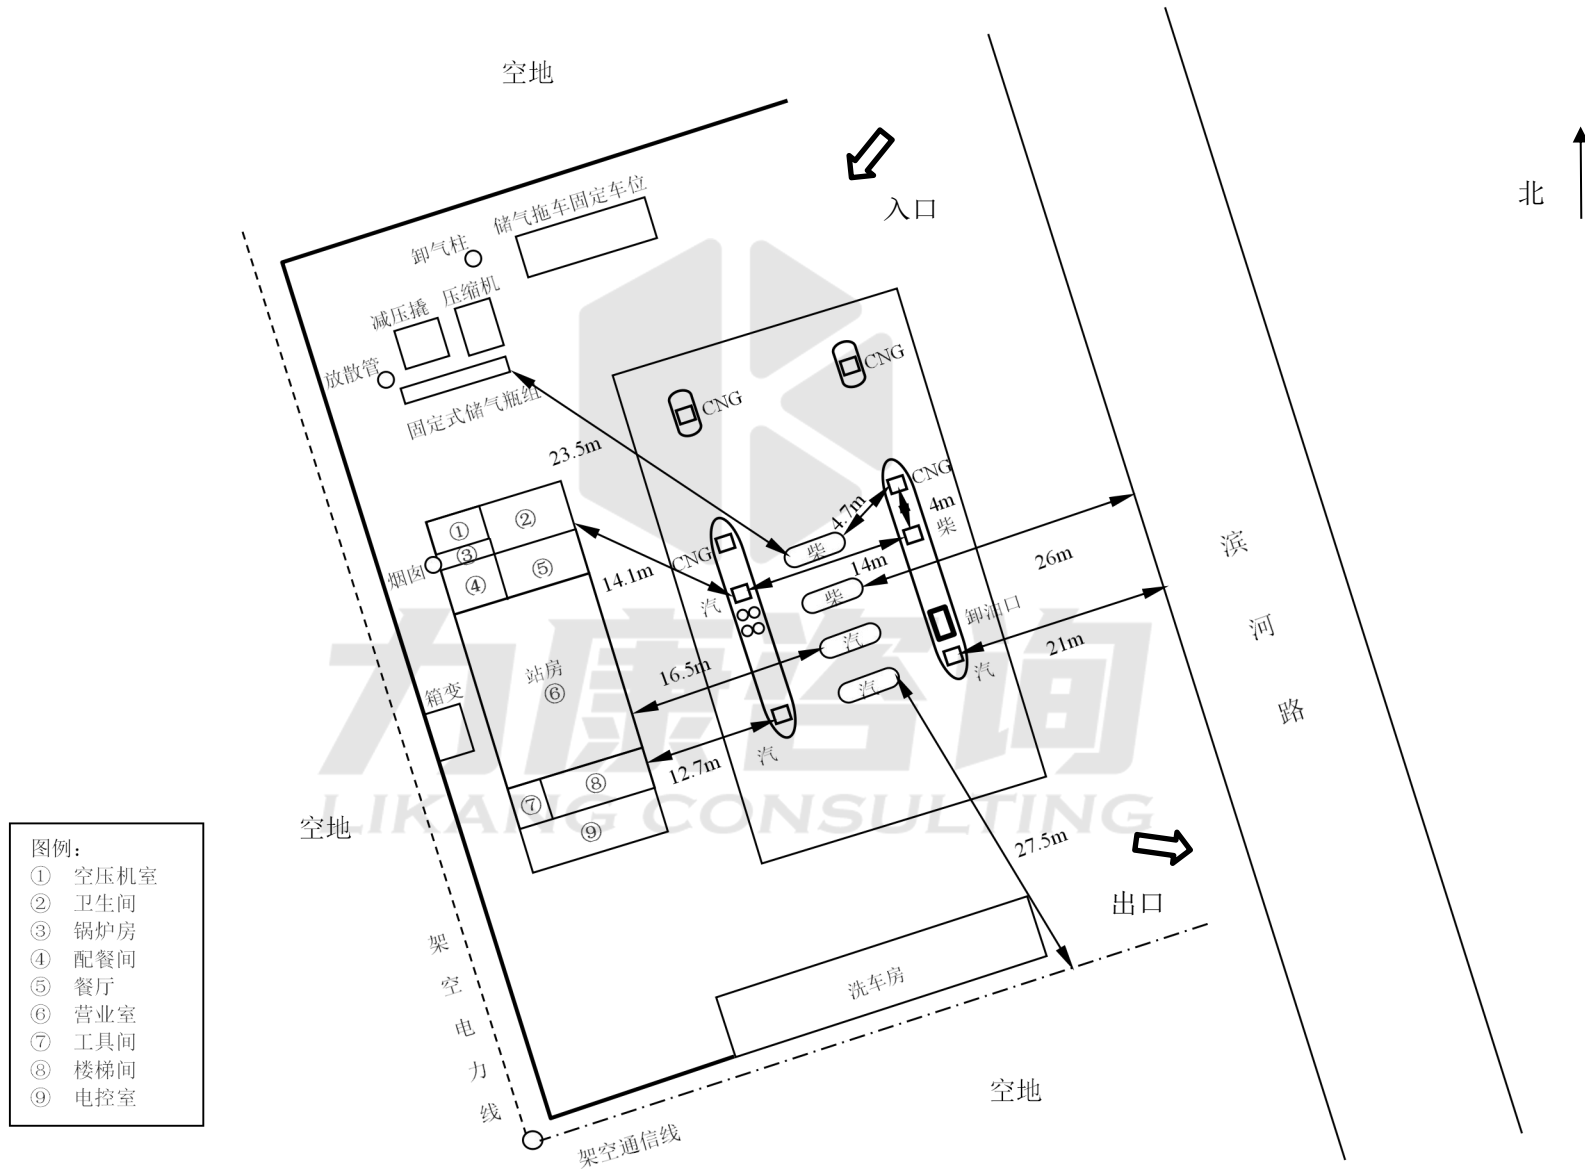 空地
入口
北
储气拖车固定车位
卸气柱
压缩机
减压撬
放散管
固定式储气瓶组
CNG
CNG
23.5m
CNG
4m
4.7m
柴
柴
14m
柴
26m
滨河路
①
②
③
④
⑤
烟囱
14.1m
CNG
汽
汽
卸油口
21m
汽
16.5m
站房
⑥
箱变
汽
12.7m
汽
⑦
⑧
⑨
力康咨询
LIKANG CONSULTING
27.5m
空地
出口
图例：
① 空压机室
② 卫生间
③ 锅炉房
④ 配餐间
⑤ 餐厅
⑥ 营业室
⑦ 工具间
⑧ 楼梯间
⑨ 电控室
架空电力线
洗车房
空地
架空通信线